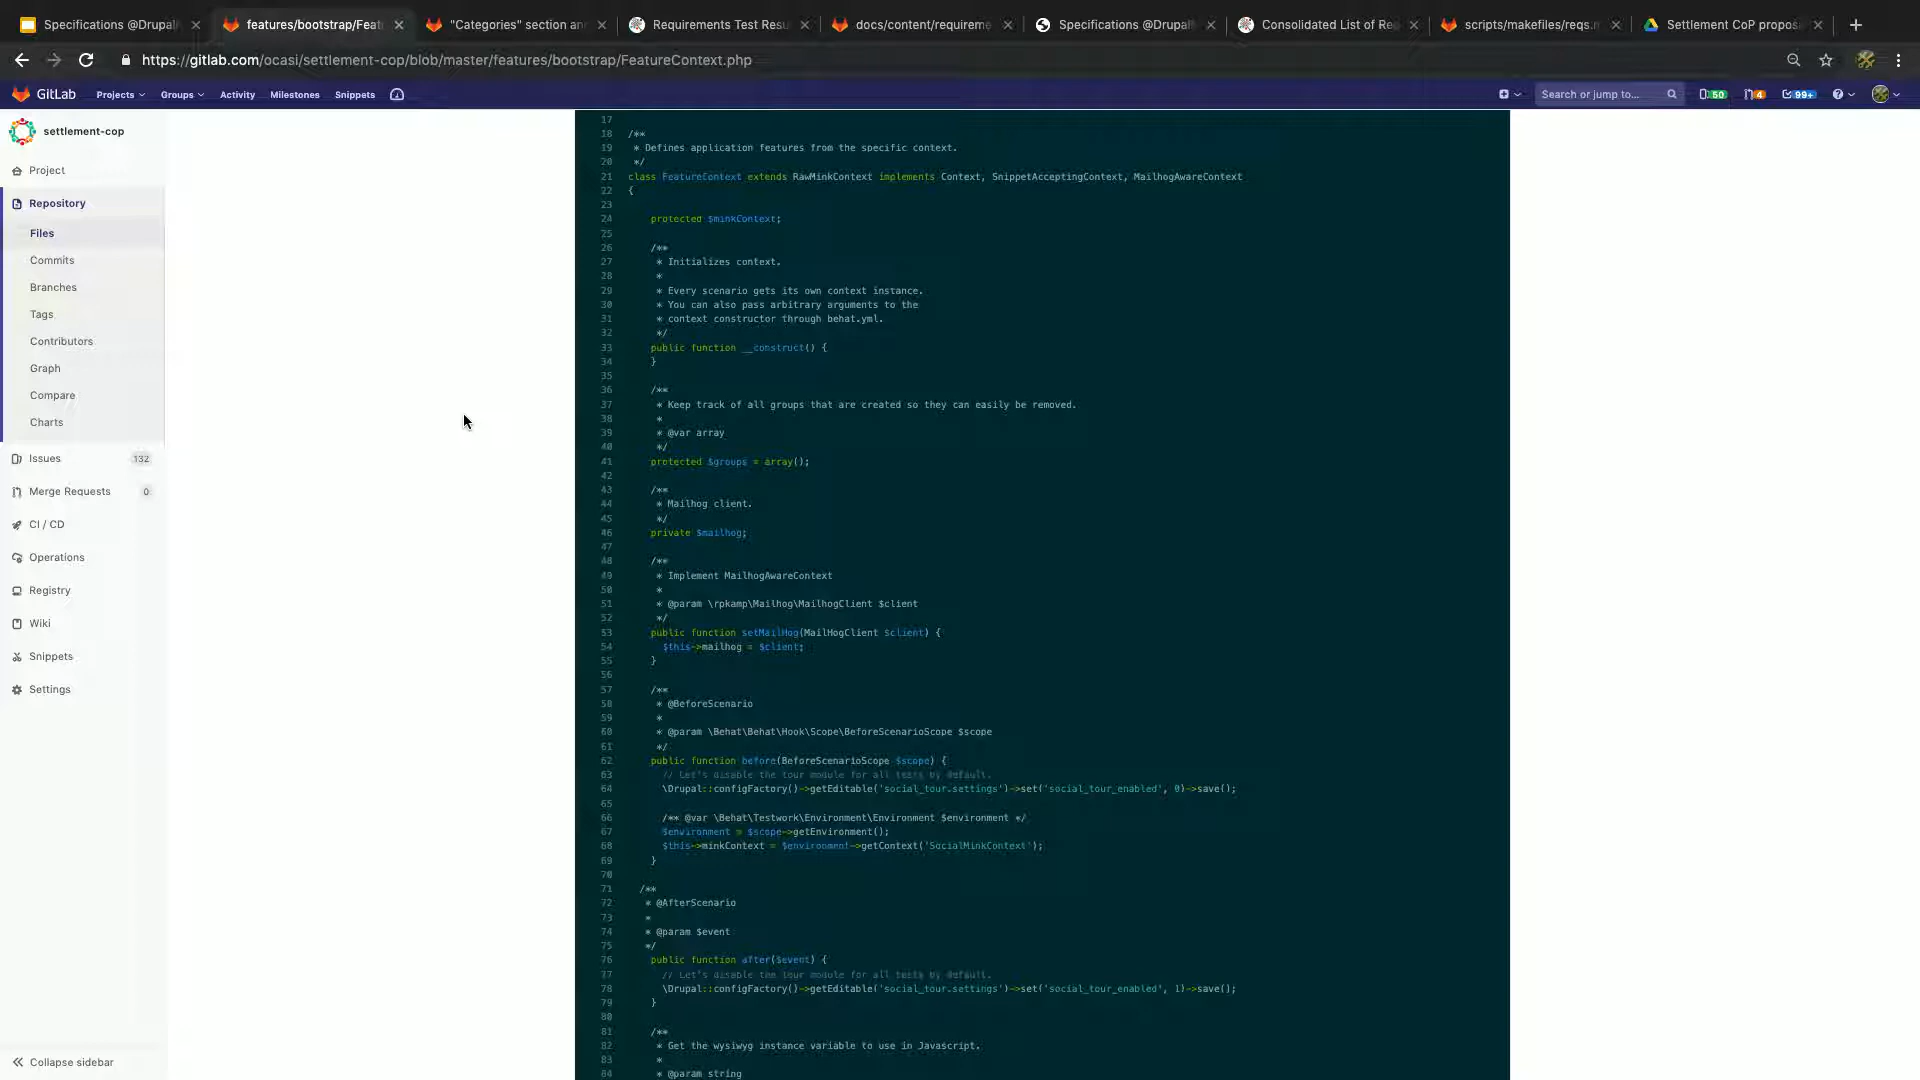 Specifications @Drupal
features/bootstrap/Feat
"Categories" section an
Requirements Test Resu
docs/content/requireme
Specifications @Drupal
Consolidated List of Re
scripts/makefiles/reqs.m
Settlement CoP propos
https://gitlab.com/ocasi/settlement-cop/blob/master/features/bootstrap/FeatureContext.php
GitLab
Projects
Groups
Activity
Milestones
Snippets
Search or jump to...
50
4
99+
settlement-cop
Project
Repository
Files
Commits
Branches
Tags
Contributors
Graph
Compare
Charts
Issues
132
Merge Requests
0
CI / CD
Operations
Registry
Wiki
Snippets
Settings
Collapse sidebar
17
18 /**
19 * Defines application features from the specific context.
20 */
21 class FeatureContext extends RawMinkContext implements Context, SnippetAcceptingContext, MailhogAwareContext
22 {
23
24 protected $minkContext;
25
26 /**
27 * Initializes context.
28 *
29 * Every scenario gets its own context instance.
30 * You can also pass arbitrary arguments to the
31 * context constructor through behat.yml.
32 */
33 public function __construct() {
34 }
35
36 /**
37 * Keep track of all groups that are created so they can easily be removed.
38 *
39 * @var array
40 */
41 protected $groups = array();
42
43 /**
44 * Mailhog client.
45 */
46 private $mailhog;
47
48 /**
49 * Implement MailhogAwareContext
50 *
51 * @param \rpkamp\Mailhog\MailhogClient $client
52 */
53 public function setMailHog(MailHogClient $client) {
54 $this->mailhog = $client;
55 }
56
57 /**
58 * @BeforeScenario
59 *
60 * @param \Behat\Behat\Hook\Scope\BeforeScenarioScope $scope
61 */
62 public function before(BeforeScenarioScope $scope) {
63 // Let's disable the tour module for all tests by default.
64 \Drupal::configFactory()->getEditable('social_tour.settings')->set('social_tour_enabled', 0)->save();
65
66 /** @var \Behat\Testwork\Environment\Environment $environment */
67 $environment = $scope->getEnvironment();
68 $this->minkContext = $environment->getContext('SocialMinkContext');
69 }
70
71 /**
72 * @AfterScenario
73 *
74 * @param $event
75 */
76 public function after($event) {
77 // Let's disable the tour module for all tests by default.
78 \Drupal::configFactory()->getEditable('social_tour.settings')->set('social_tour_enabled', 1)->save();
79 }
80
81 /**
82 * Get the wysiwyg instance variable to use in Javascript.
83 *
84 * @param string